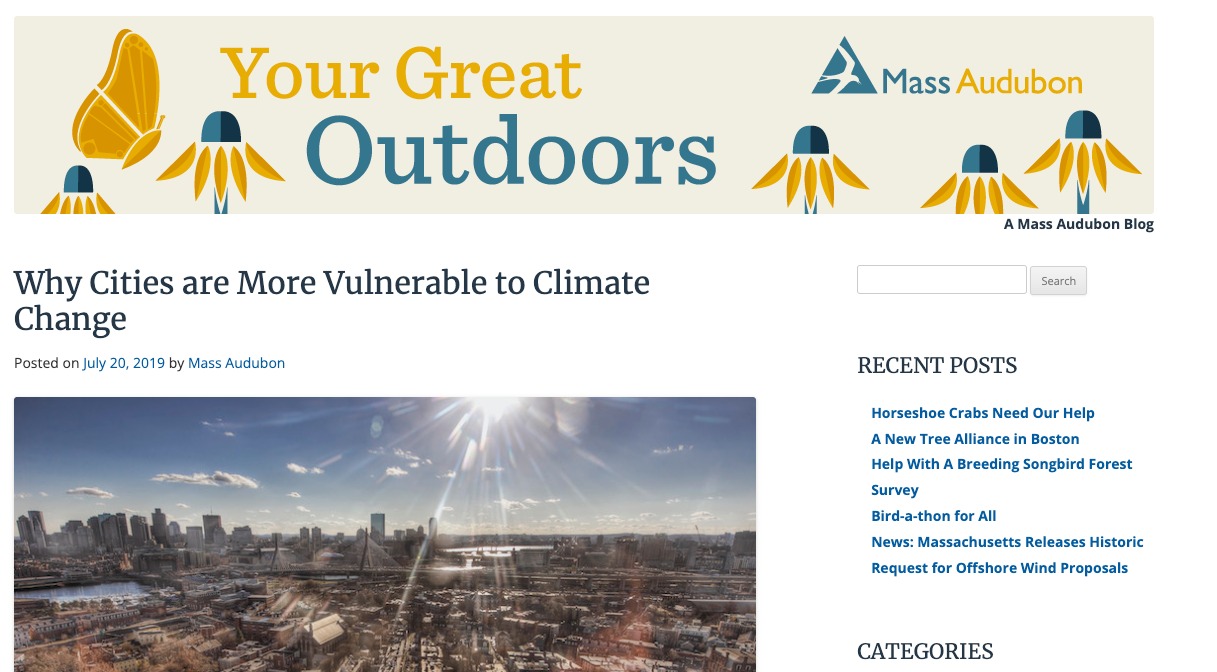 Your Great
Outdoors
Mass Audubon
A Mass Audubon Blog
Why Cities are More Vulnerable to Climate
Change
Posted on July 20, 2019 by Mass Audubon
Search
RECENT POSTS
Horseshoe Crabs Need Our Help
A New Tree Alliance in Boston
Help With A Breeding Songbird Forest
Survey
Bird-a-thon for All
News: Massachusetts Releases Historic
Request for Offshore Wind Proposals
CATEGORIES